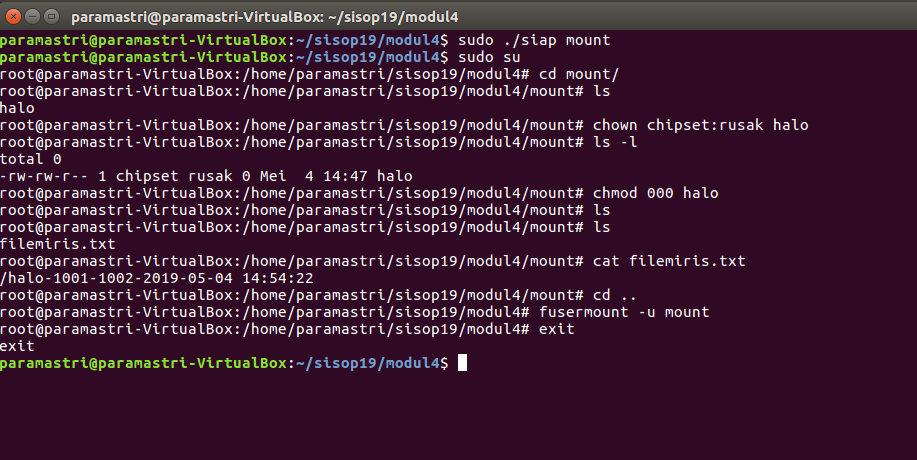 paramastri@paramastri-VirtualBox: ~/sisop19/modul4
paramastri@paramastri-VirtualBox:~/sisop19/modul4$ sudo ./siap mount
paramastri@paramastri-VirtualBox:~/sisop19/modul4$ sudo su
root@paramastri-VirtualBox:/home/paramastri/sisop19/modul4# cd mount/
root@paramastri-VirtualBox:/home/paramastri/sisop19/modul4/mount# ls
halo
root@paramastri-VirtualBox:/home/paramastri/sisop19/modul4/mount# chown chipset:rusak halo
root@paramastri-VirtualBox:/home/paramastri/sisop19/modul4/mount# ls -l
total 0
-rw-rw-r-- 1 chipset rusak 0 Mei  4 14:47 halo
root@paramastri-VirtualBox:/home/paramastri/sisop19/modul4/mount# chmod 000 halo
root@paramastri-VirtualBox:/home/paramastri/sisop19/modul4/mount# ls
root@paramastri-VirtualBox:/home/paramastri/sisop19/modul4/mount# ls
filemiris.txt
root@paramastri-VirtualBox:/home/paramastri/sisop19/modul4/mount# cat filemiris.txt
/halo-1001-1002-2019-05-04 14:54:22
root@paramastri-VirtualBox:/home/paramastri/sisop19/modul4/mount# cd ..
root@paramastri-VirtualBox:/home/paramastri/sisop19/modul4# fusermount -u mount
root@paramastri-VirtualBox:/home/paramastri/sisop19/modul4# exit
exit
paramastri@paramastri-VirtualBox:~/sisop19/modul4$